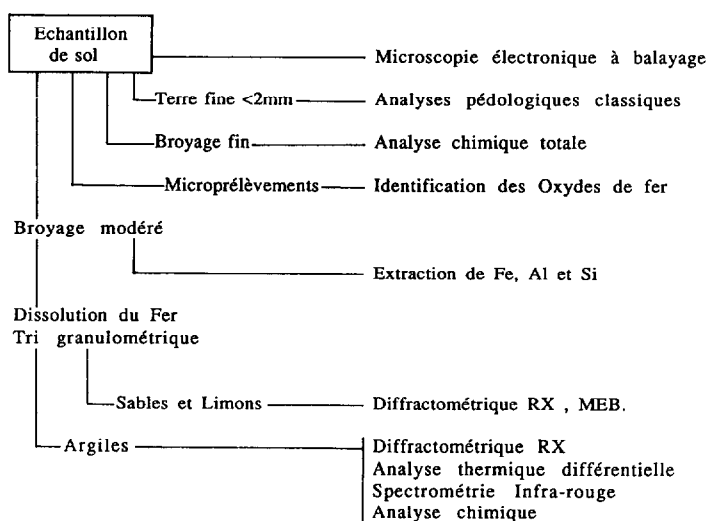 Echantillon
de sol
Microscopie électronique à balayage
Terre fine <2mm Analyses pédologiques classiques
Broyage fin Analyse chimique totale
Microprélèvements Identification des Oxydes de fer
Broyage modéré
Extraction de Fe, Al et Si
Dissolution du Fer
Tri granulométrique
Sables et Limons Diffractométrique RX , MEB.
Argiles Diffractométrique RX
Analyse thermique différentielle
Spectrométrie Infra-rouge
Analyse chimique